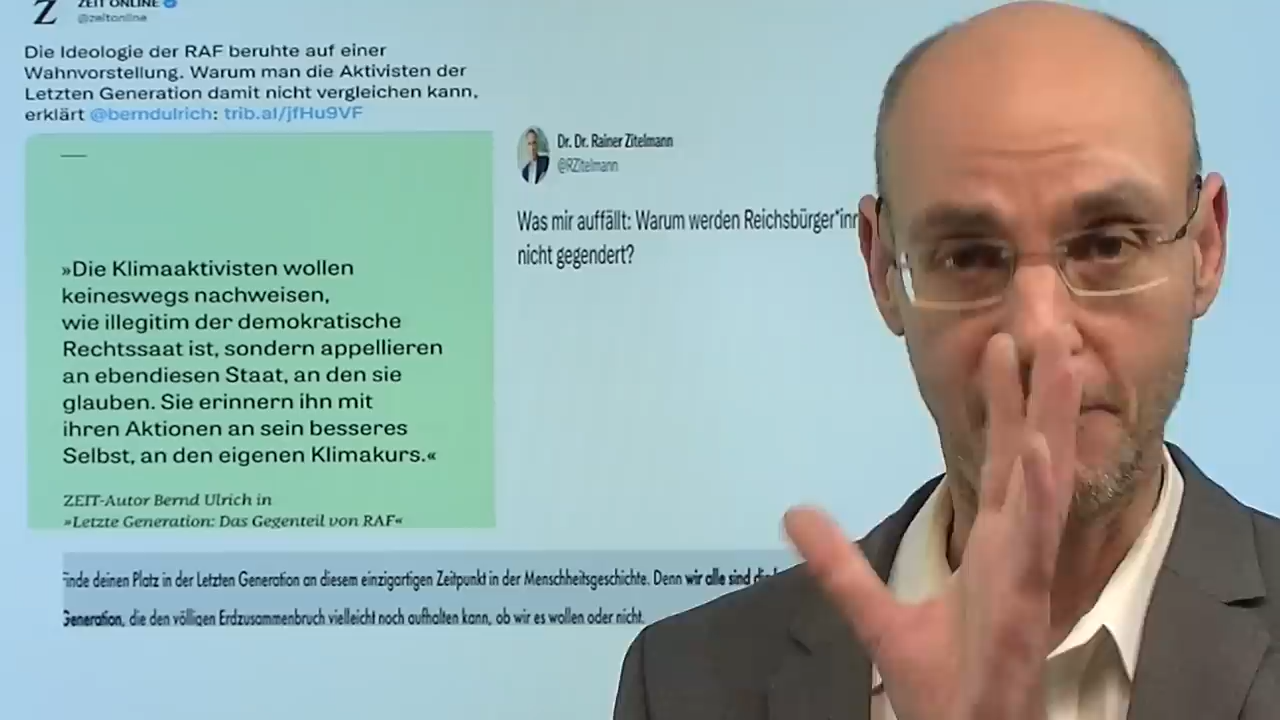 Z ZEIT ONLINE
@zeitonline
Die Ideologie der RAF beruhte auf einer
Wahnvorstellung. Warum man die Aktivisten der
Letzten Generation damit nicht vergleichen kann,
erklärt @berndulrich: trib.al/jfHu9VF
»Die Klimaaktivisten wollen
keineswegs nachweisen,
wie illegitim der demokratische
Rechtssaat ist, sondern appellieren
an ebendiesen Staat, an den sie
glauben. Sie erinnern ihn mit
ihren Aktionen an sein besseres
Selbst, an den eigenen Klimakurs.«
ZEIT-Autor Bernd Ulrich in
»Letzte Generation: Das Gegenteil von RAF«
Dr. Dr. Rainer Zitelmann
@RZitelmann
Was mir auffällt: Warum werden Reichsbürger*inn
nicht gegendert?
inde deinen Platz in der Letzten Generation an diesem einzigartigen Zeitpunkt in der Menschheitsgeschichte. Denn wir alle sind
Generation, die den völligen Erdzusammenbruch vielleicht noch aufhalten kann, ob wir es wollen oder nicht.